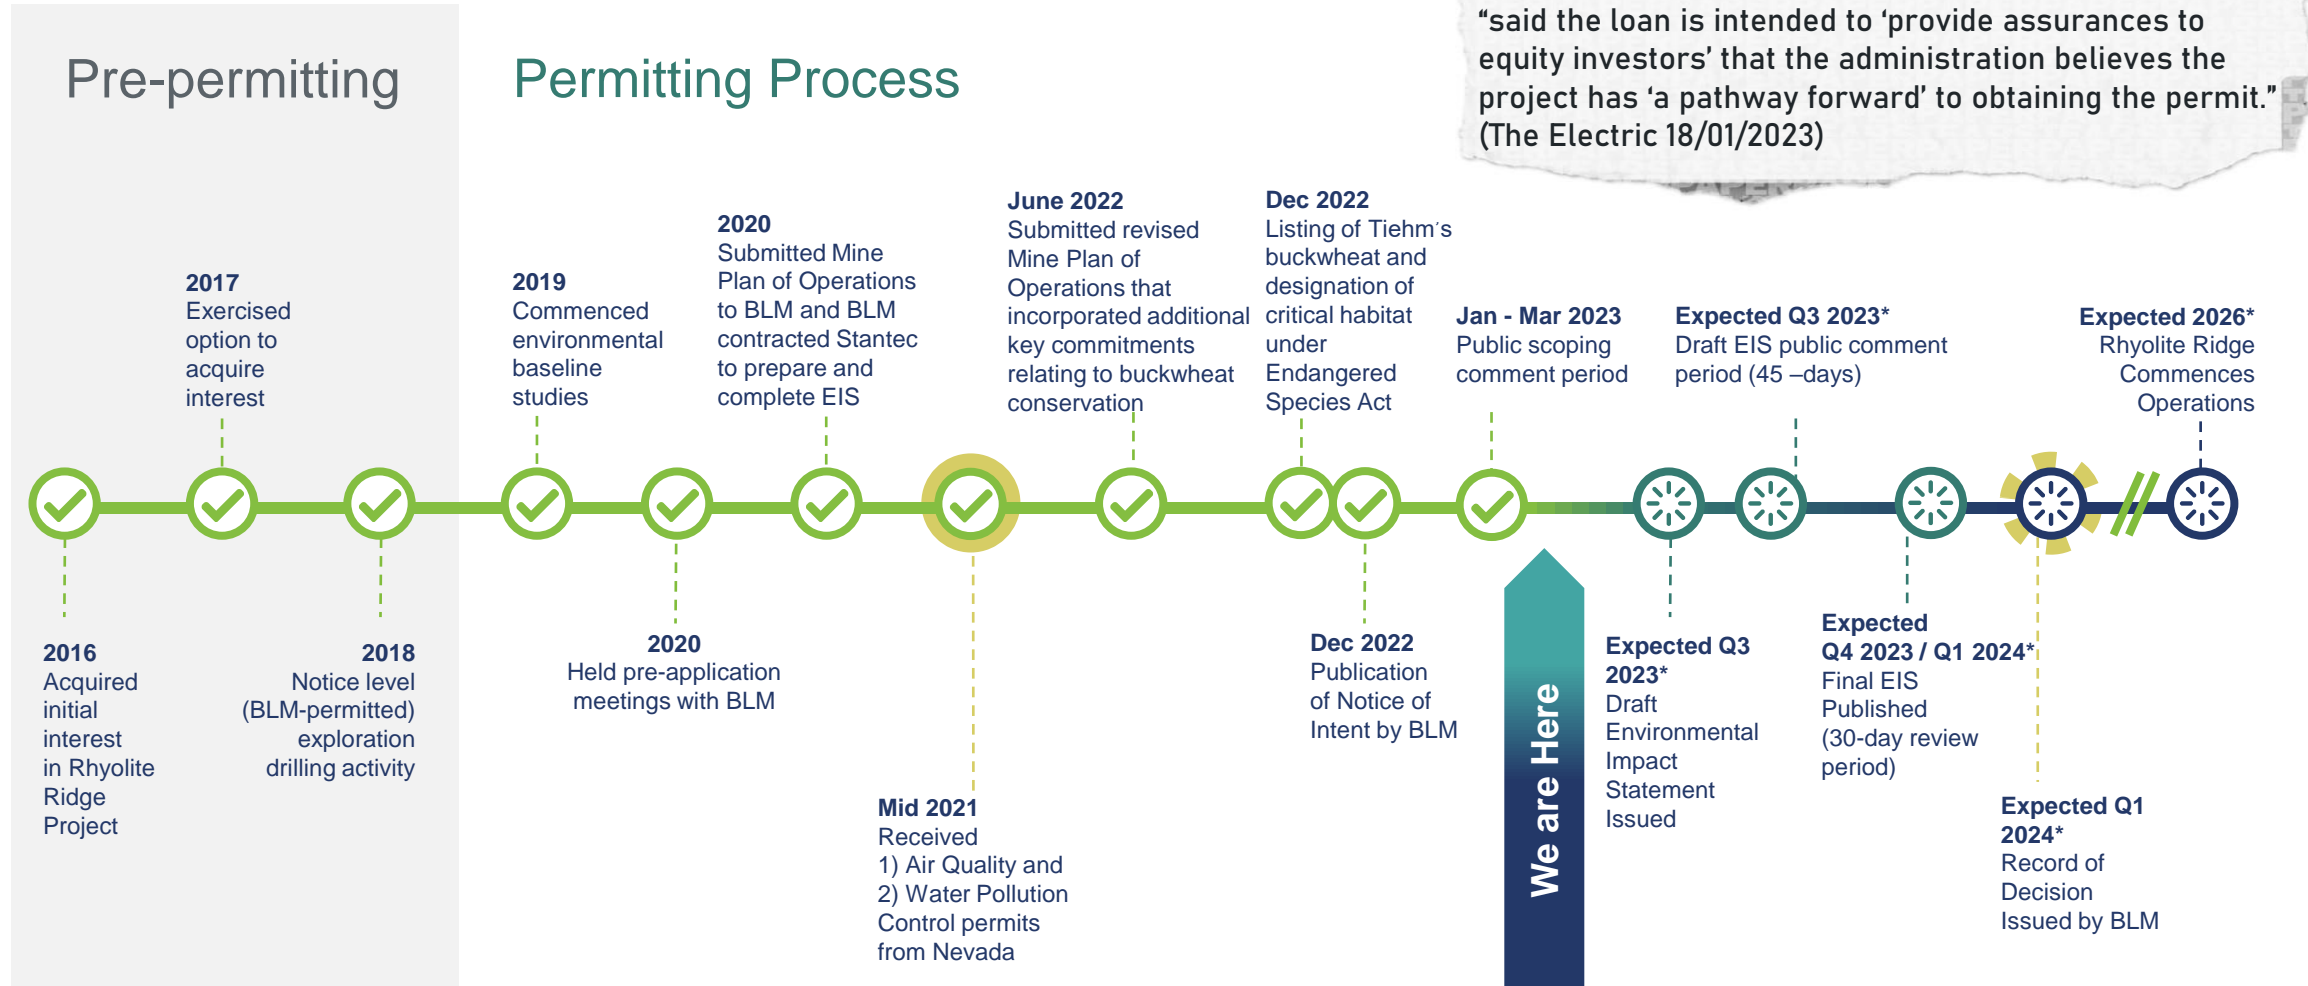 "said the loan is intended to 'provide assurances to
equity investors' that the administration believes the
project has 'a pathway forward' to obtaining the permit."
(The Electric 18/01/2023)
Pre-permitting
Permitting Process
2017
Exercised
option to
acquire
interest
2019
Commenced
environmental
baseline
studies
2020
Submitted Mine
Plan of Operations
to BLM and BLM
contracted Stantec
to prepare and
complete EIS
June 2022
Submitted revised
Mine Plan of
Operations that
incorporated additional
key commitments
relating to buckwheat
conservation
Dec 2022
Listing of Tiehm's
buckwheat and
designation of
critical habitat
under
Endangered
Species Act
Jan - Mar 2023
Public scoping
comment period
Expected Q3 2023*
Draft EIS public comment
period (45 –days)
Expected 2026*
Rhyolite Ridge
Commences
Operations
2016
Acquired
initial
interest
in Rhyolite
Ridge
Project
2018
Notice level
(BLM-permitted)
exploration
drilling activity
2020
Held pre-application
meetings with BLM
Mid 2021
Received
1) Air Quality and
2) Water Pollution
Control permits
from Nevada
Dec 2022
Publication
of Notice of
Intent by BLM
We are Here
Expected Q3
2023*
Draft
Environmental
Impact
Statement
Issued
Expected
Q4 2023 / Q1 2024*
Final EIS
Published
(30-day review
period)
Expected Q1
2024*
Record of
Decision
Issued by BLM